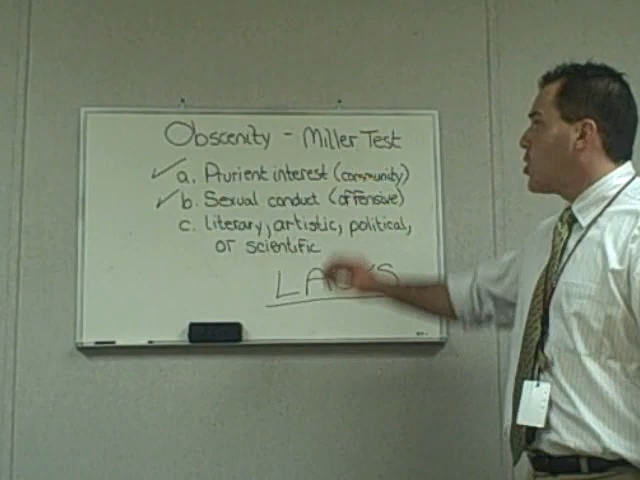 Obscenity - Miller Test
a. Prurient interest (community)
b. Sexual conduct (offensive)
c. literary, artistic, political,
or scientific